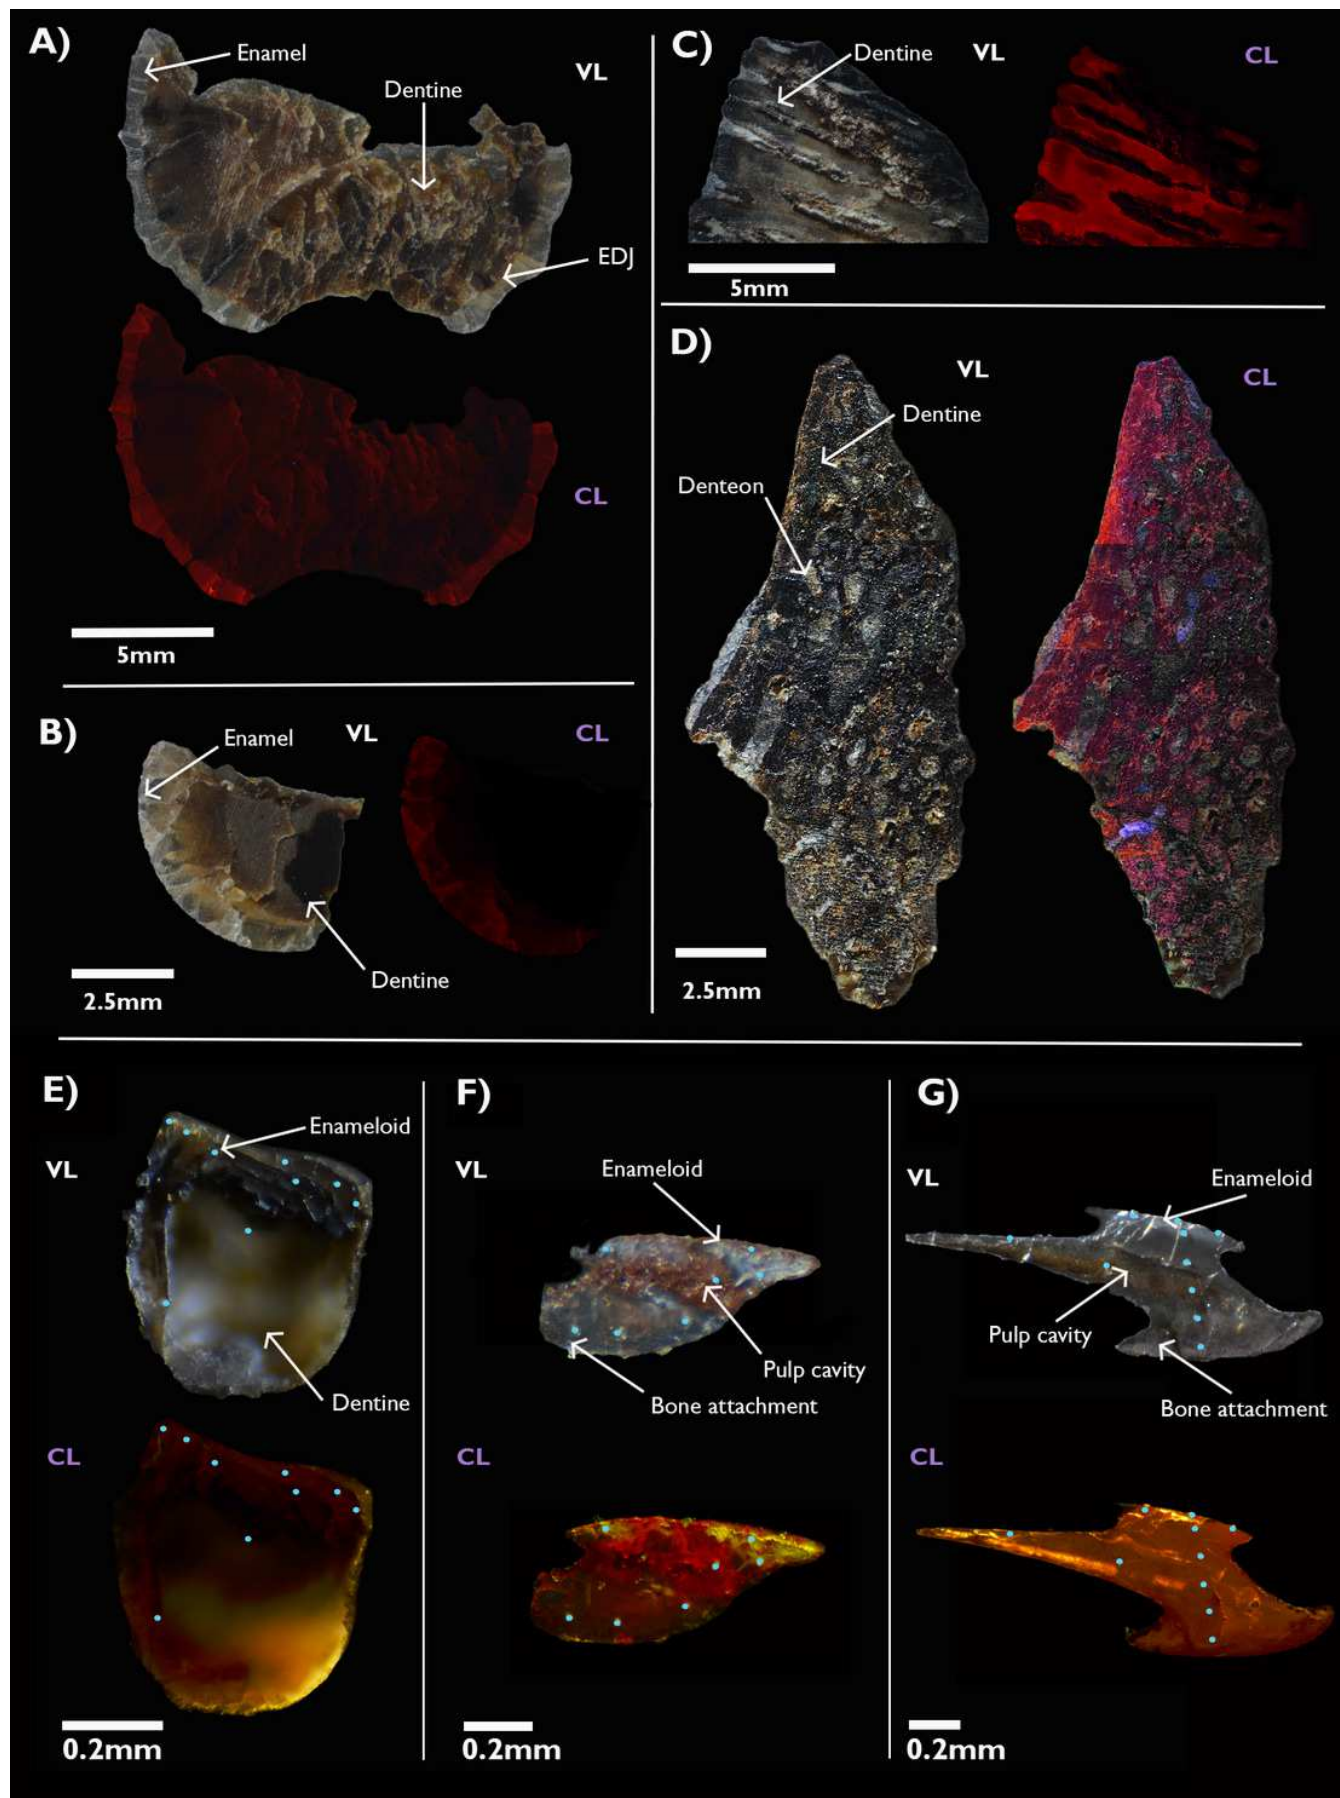 A)
Enamel
VL
Dentine
EDJ
CL
5mm
B)
Enamel
VL
CL
Dentine
2.5mm
C)
Dentine
VL
CL
5mm
D)
VL
CL
Dentine
Denteon
2.5mm
E)
Enameloid
VL
Dentine
CL
0.2mm
F)
VL
Enameloid
Pulp cavity
Bone attachment
CL
0.2mm
G)
VL
Enameloid
Pulp cavity
Bone attachment
CL
0.2mm